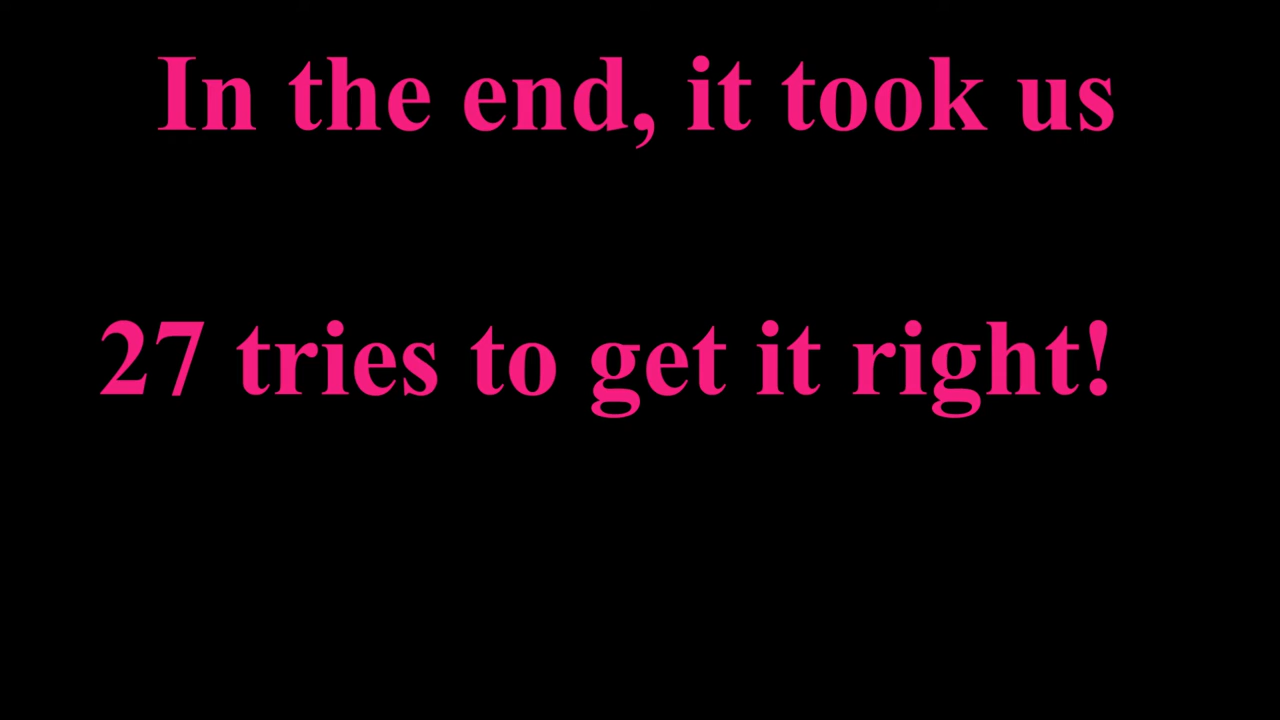 In the end, it took us
27 tries to get it right!